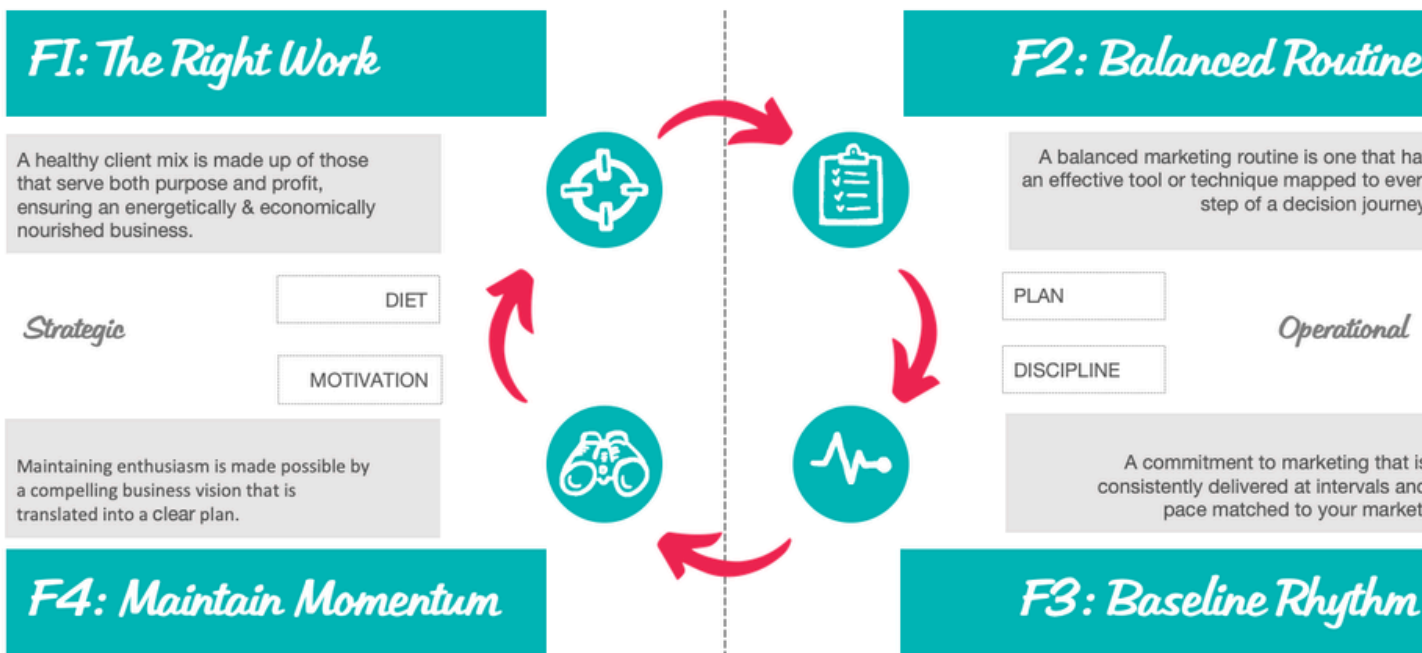 FI: The Right Work
A healthy client mix is made up of those
that serve both purpose and profit,
ensuring an energetically & economically
nourished business.
Strategic
DIET
MOTIVATION
Maintaining enthusiasm is made possible by
a compelling business vision that is
translated into a clear plan.
F4: Maintain Momentum
F2: Balanced Routine
A balanced marketing routine is one that ha
an effective tool or technique mapped to ever
step of a decision journey
PLAN
DISCIPLINE
Operational
A commitment to marketing that is
consistently delivered at intervals and
pace matched to your market
F3: Baseline Rhythm